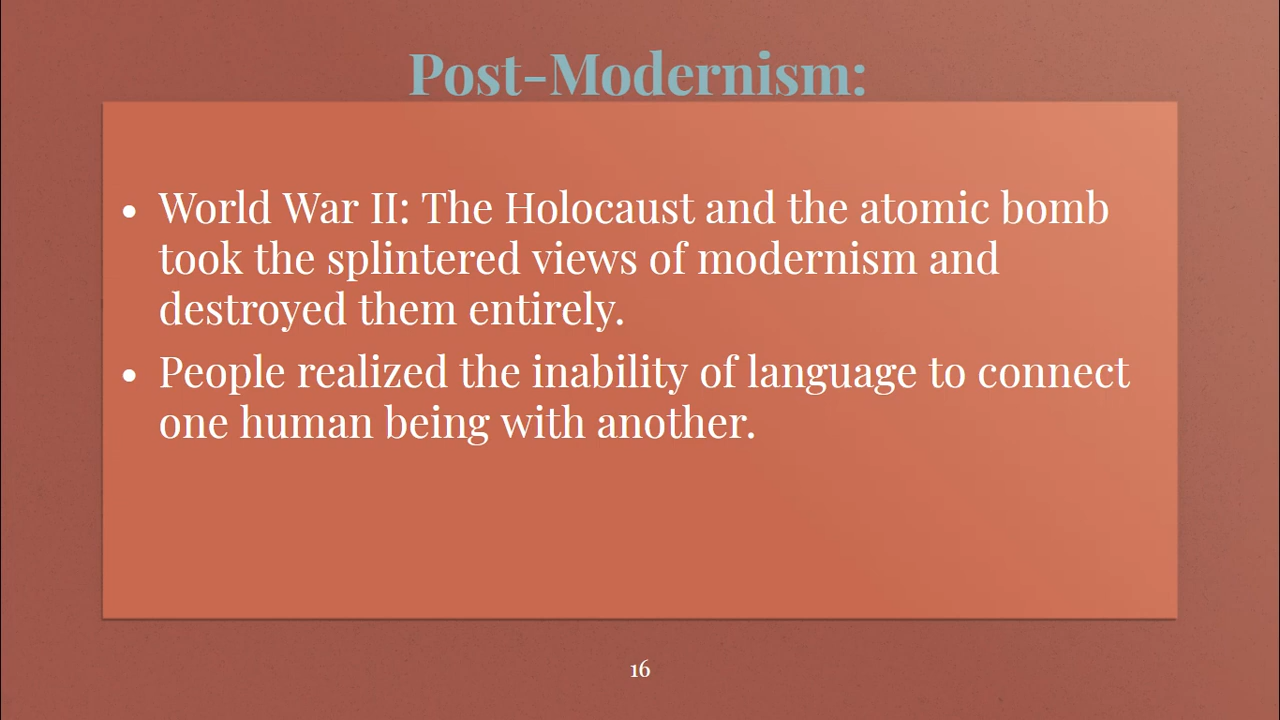 Post-Modernism:
• World War II: The Holocaust and the atomic bomb
took the splintered views of modernism and
destroyed them entirely.
• People realized the inability of language to connect
one human being with another.
16